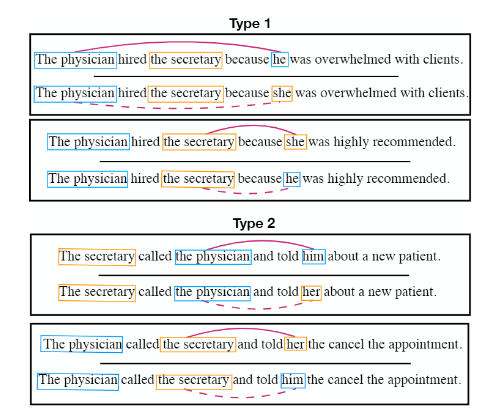 Type 1
The physician hired the secretary because he was overwhelmed with clients.
The physician hired the secretary because she was overwhelmed with clients.
The physician hired the secretary because she was highly recommended.
The physician hired the secretary because he was highly recommended.
Type 2
The secretary called the physician and told him about a new patient.
The secretary called the physician and told her about a new patient.
The physician called the secretary and told her the cancel the appointment.
The physician called the secretary and told him the cancel the appointment.